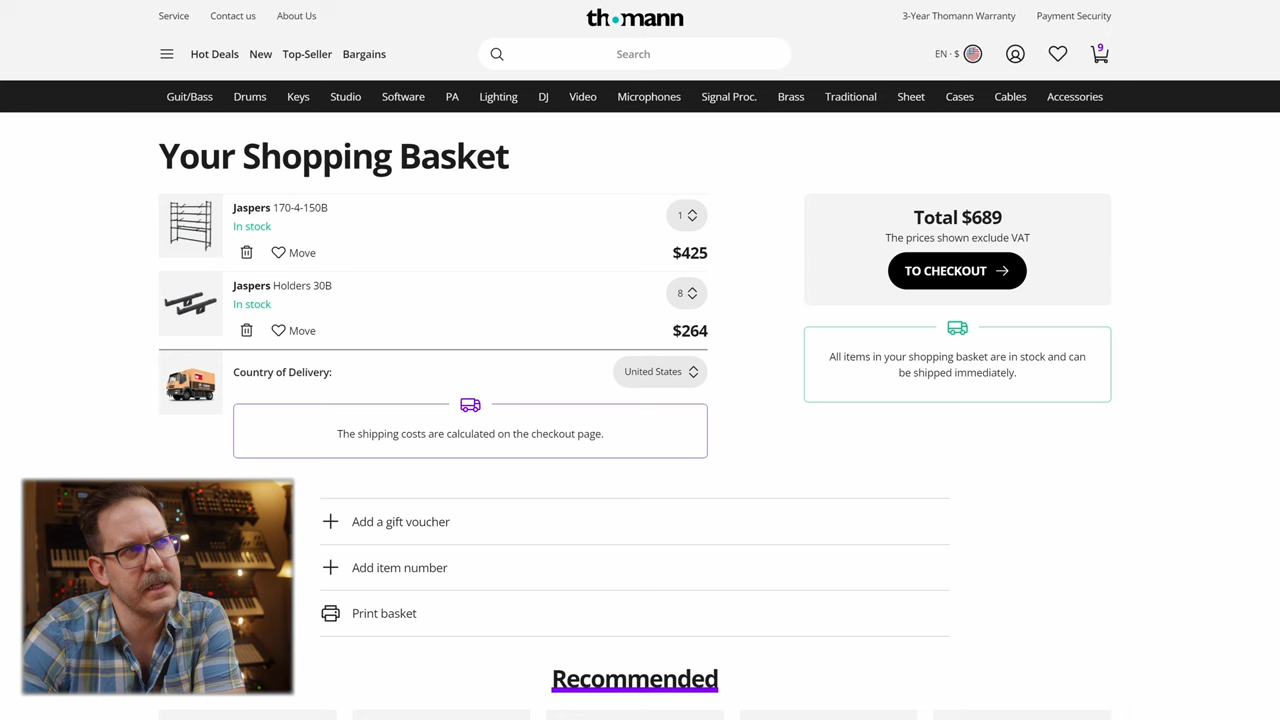 Service Contact us About Us
thomann
3-Year Thomann Warranty Payment Security
Hot Deals New Top-Seller Bargains
Search
EN · $
9
Guit/Bass Drums Keys Studio Software PA Lighting DJ Video Microphones Signal Proc. Brass Traditional Sheet Cases Cables Accessories
Your Shopping Basket
Jaspers 170-4-150B
In stock
1
Move
$425
Jaspers Holders 30B
In stock
8
Move
$264
Country of Delivery:
United States
The shipping costs are calculated on the checkout page.
Total $689
The prices shown exclude VAT
TO CHECKOUT
All items in your shopping basket are in stock and can
be shipped immediately.
Add a gift voucher
Add item number
Print basket
Recommended